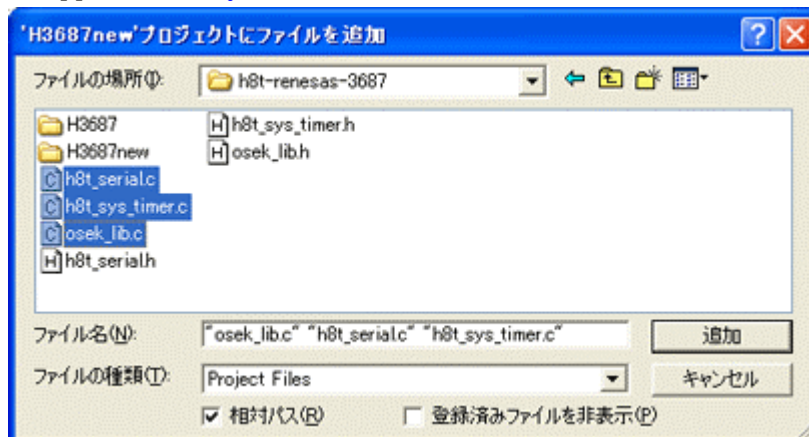 'H3687new'プロジェクトにファイルを追加
ファイルの場所(I):
h8t-renesas-3687
H3687
H3687new
h8t_serial.c
h8t_sys_timer.c
osek_lib.c
h8t_serial.h
h8t_sys_timer.h
osek_lib.h
ファイル名(N):
"osek_lib.c" "h8t_serial.c" "h8t_sys_timer.c"
追加
ファイルの種類(T):
Project Files
キャンセル
相対パス(R)
登録済みファイルを非表示(P)